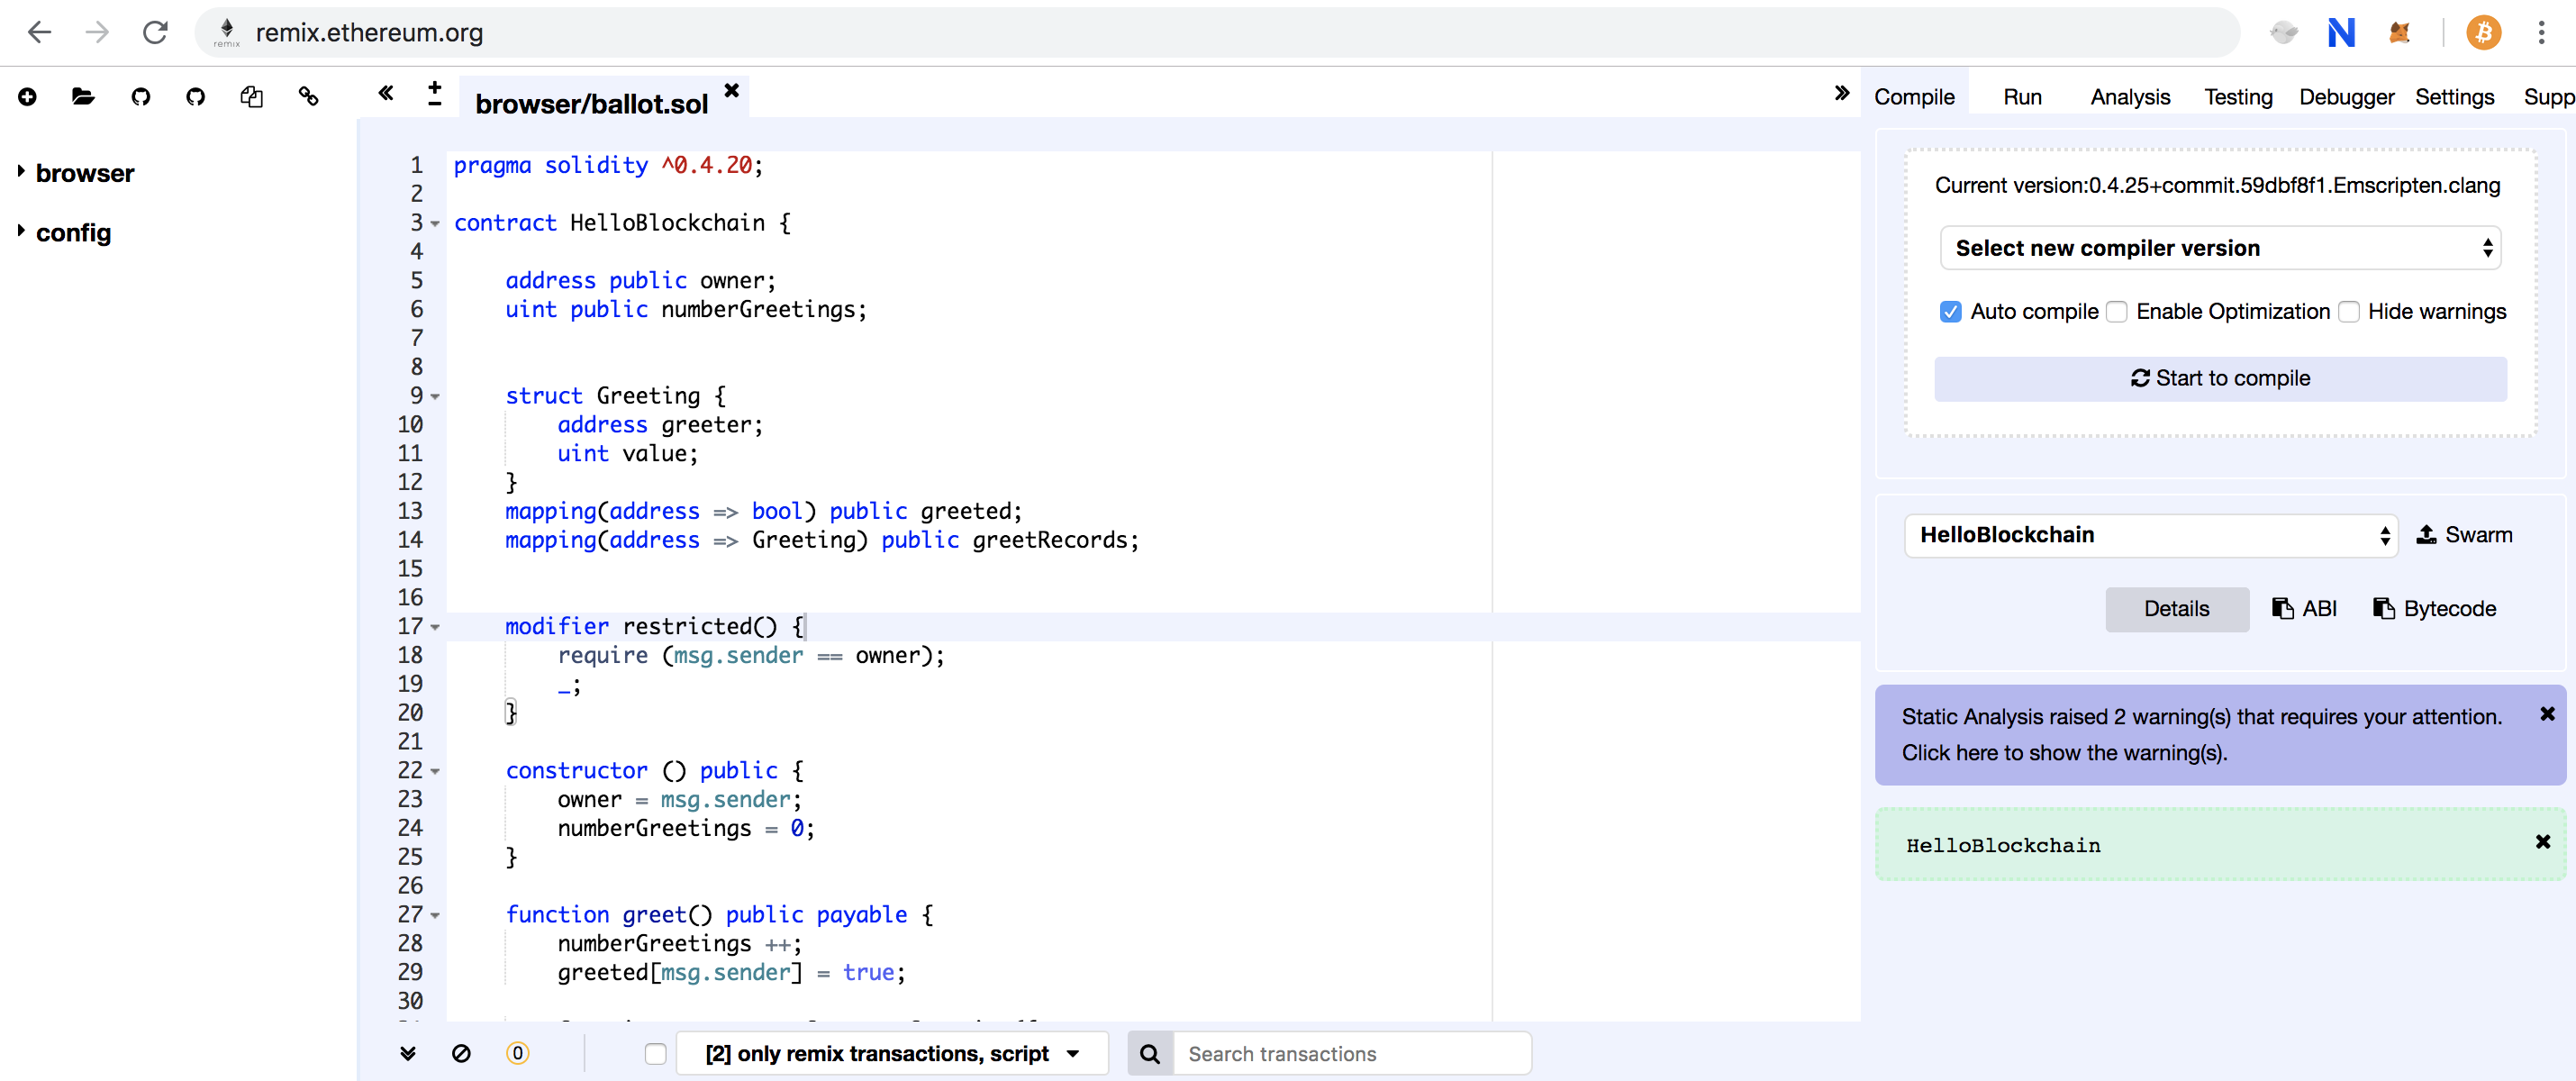 remix.ethereum.org
remix
browser/ballot.sol
Compile Run Analysis Testing Debugger Settings Supp
browser
config
1 pragma solidity ^0.4.20;
2
3 contract HelloBlockchain {
4
5 address public owner;
6 uint public numberGreetings;
7
8
9 struct Greeting {
10 address greeter;
11 uint value;
12 }
13 mapping(address => bool) public greeted;
14 mapping(address => Greeting) public greetRecords;
15
16
17 modifier restricted() {
18 require (msg.sender == owner);
19 _;
20 }
21
22 constructor () public {
23 owner = msg.sender;
24 numberGreetings = 0;
25 }
26
27 function greet() public payable {
28 numberGreetings ++;
29 greeted[msg.sender] = true;
30
0
[2] only remix transactions, script
Search transactions
Current version:0.4.25+commit.59dbf8f1.Emscripten.clang
Select new compiler version
Auto compile Enable Optimization Hide warnings
Start to compile
HelloBlockchain Swarm
Details ABI Bytecode
Static Analysis raised 2 warning(s) that requires your attention.
Click here to show the warning(s).
HelloBlockchain